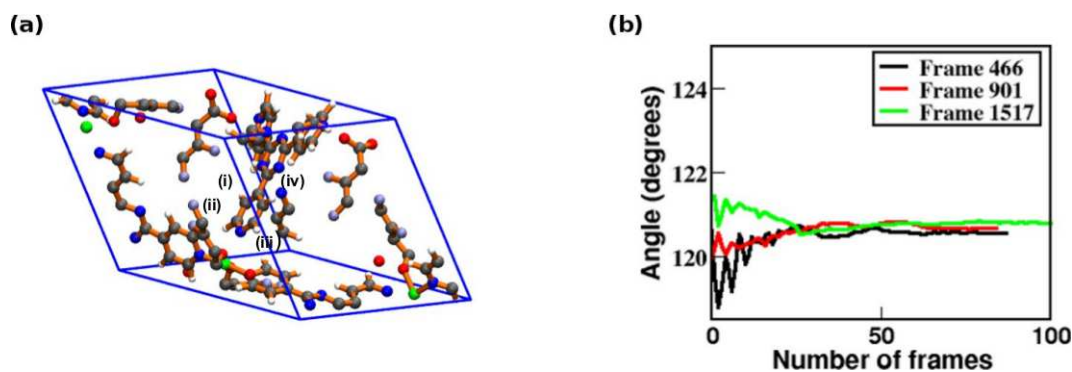 (a)
(i)
(iv)
(ii)
(iii)
(b)
Angle (degrees)
124
122
120
Frame 466
Frame 901
Frame 1517
0
50
100
Number of frames